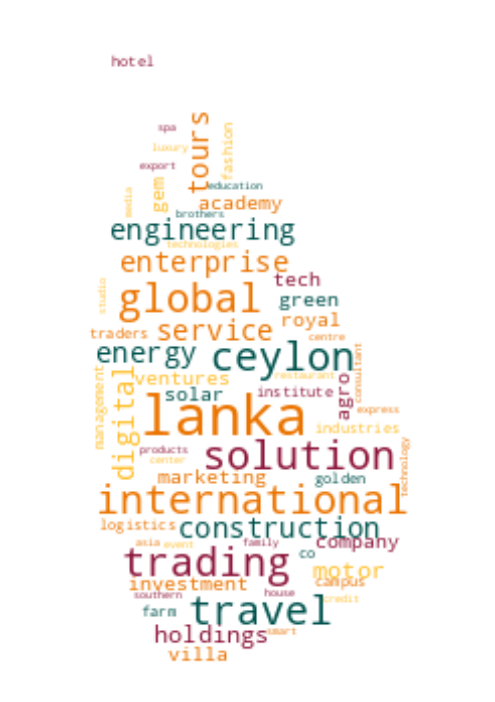 hotel
spa
tours
fashion
luxury
export
gem
education
media
academy
brothers
engineering
technologies
enterprise
tech
studio
global
green
royal
traders
service
centre
energy
ceylon
consultant
ventures
restaurant
management
digital
solar
institute
agro
lanka
express
industries
solution
products
center
technology
marketing
golden
international
logistics
construction
asia
event
family
company
co
trading
motor
investment
campus
southern
house
credit
farm
travel
holdings
smart
villa